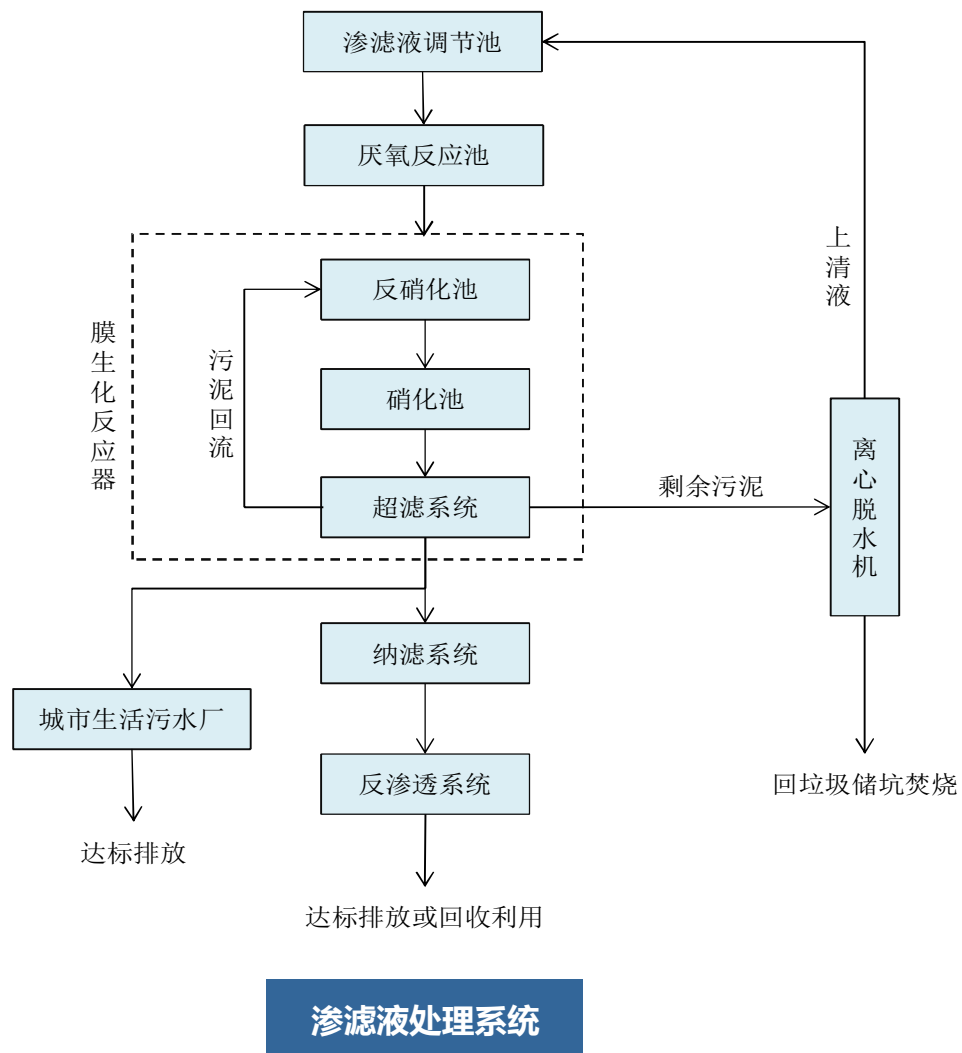 渗滤液调节池
厌氧反应池
上清液
膜生化反应器
污泥回流
反硝化池
硝化池
超滤系统
剩余污泥
离心脱水机
纳滤系统
城市生活污水厂
反渗透系统
回垃圾储坑焚烧
达标排放
达标排放或回收利用
渗滤液处理系统